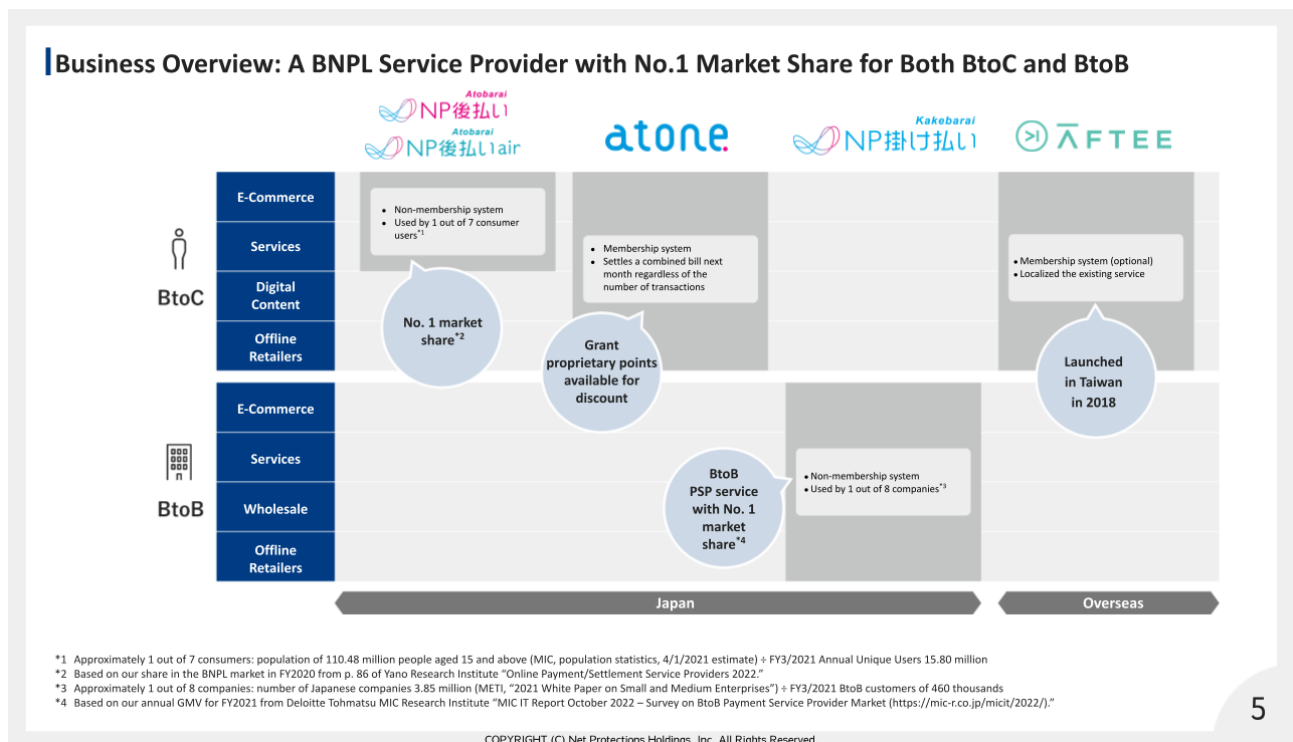 Business Overview: A BNPL Service Provider with No.1 Market Share for Both BtoC and BtoB
Atobarai
NP後払い
Atobarai
NP後払いair
atone
Kakebarai
NP掛け払い
AFTEE
BtoC
E-Commerce
Services
Digital
Content
Offline
Retailers
• Non-membership system
• Used by 1 out of 7 consumer
users*1
No. 1 market
share*2
• Membership system
• Settles a combined bill next
month regardless of the
number of transactions
Grant
proprietary points
available for
discount
• Membership system (optional)
• Localized the existing service
Launched
in Taiwan
in 2018
BtoB
E-Commerce
Services
Wholesale
Offline
Retailers
BtoB
PSP service
with No. 1
market
share*4
• Non-membership system
• Used by 1 out of 8 companies*3
Japan
Overseas
*1 Approximately 1 out of 7 consumers: population of 110.48 million people aged 15 and above (MIC, population statistics, 4/1/2021 estimate) ÷ FY3/2021 Annual Unique Users 15.80 million
*2 Based on our share in the BNPL market in FY2020 from p. 86 of Yano Research Institute “Online Payment/Settlement Service Providers 2022.”
*3 Approximately 1 out of 8 companies: number of Japanese companies 3.85 million (METI, “2021 White Paper on Small and Medium Enterprises”) ÷ FY3/2021 BtoB customers of 460 thousands
*4 Based on our annual GMV for FY2021 from Deloitte Tohmatsu MIC Research Institute “MIC IT Report October 2022 – Survey on BtoB Payment Service Provider Market (https://mic-r.co.jp/micit/2022/).”
5
COPYRIGHT (C) Net Protections Holdings, Inc. All Rights Reserved.